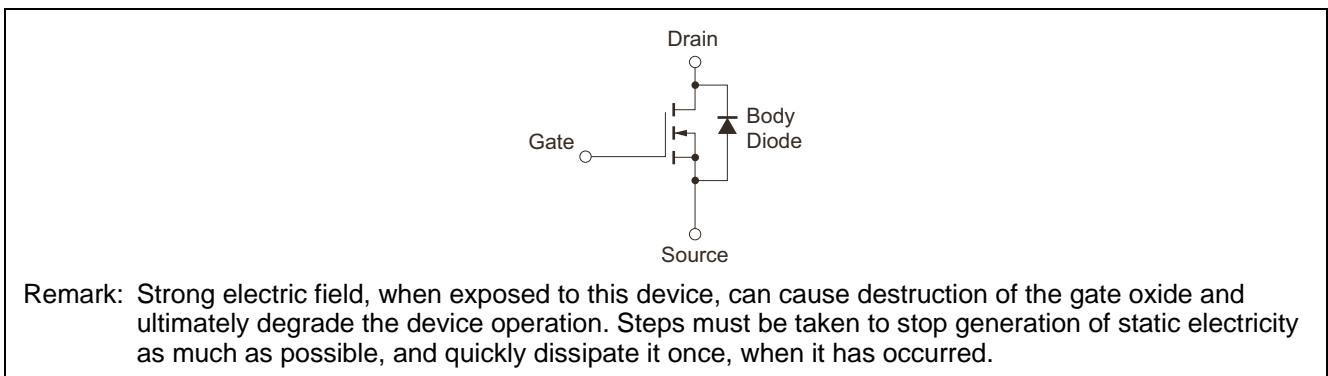 Drain
Body
Diode
Gate
Source
Remark: Strong electric field, when exposed to this device, can cause destruction of the gate oxide and
ultimately degrade the device operation. Steps must be taken to stop generation of static electricity
as much as possible, and quickly dissipate it once, when it has occurred.